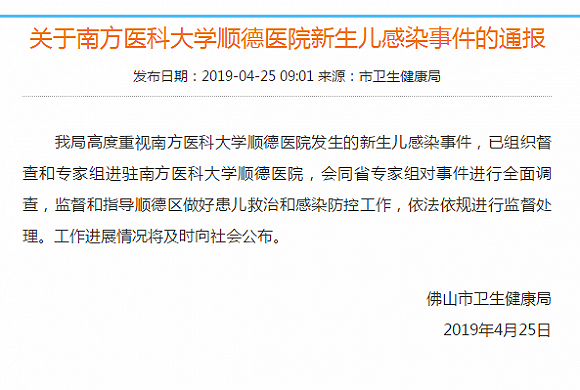 关于南方医科大学顺德医院新生儿感染事件的通报
发布日期：2019-04-25 09:01 来源：市卫生健康局
我局高度重视南方医科大学顺德医院发生的新生儿感染事件，已组织督
查和专家组进驻南方医科大学顺德医院，会同省专家组对事件进行全面调
查，监督和指导顺德区做好患儿救治和感染防控工作，依法依规进行监督处
理。工作进展情况将及时向社会公布。
佛山市卫生健康局
2019年4月25日